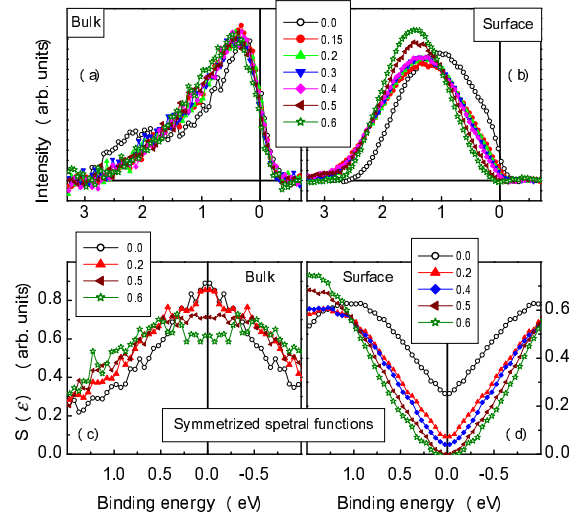 Bulk
Surface
( a )
( b )
0.0
0.15
0.2
0.3
0.4
0.5
0.6
Intensity ( arb. units)
3 2 1 0
3 2 1 0
0.0
0.2
0.5
0.6
Bulk
Surface
0.0
0.2
0.4
0.5
0.6
S ( ε ) ( arb. units)
0.8
0.6
0.4
0.2
0.0
0.6
0.4
0.2
0.0
( c )
Symmetrized spetral functions
( d )
1.0 0.5 0.0 -0.5
1.0 0.5 0.0 -0.5 -1.0
Binding energy ( eV)
Binding energy ( eV)